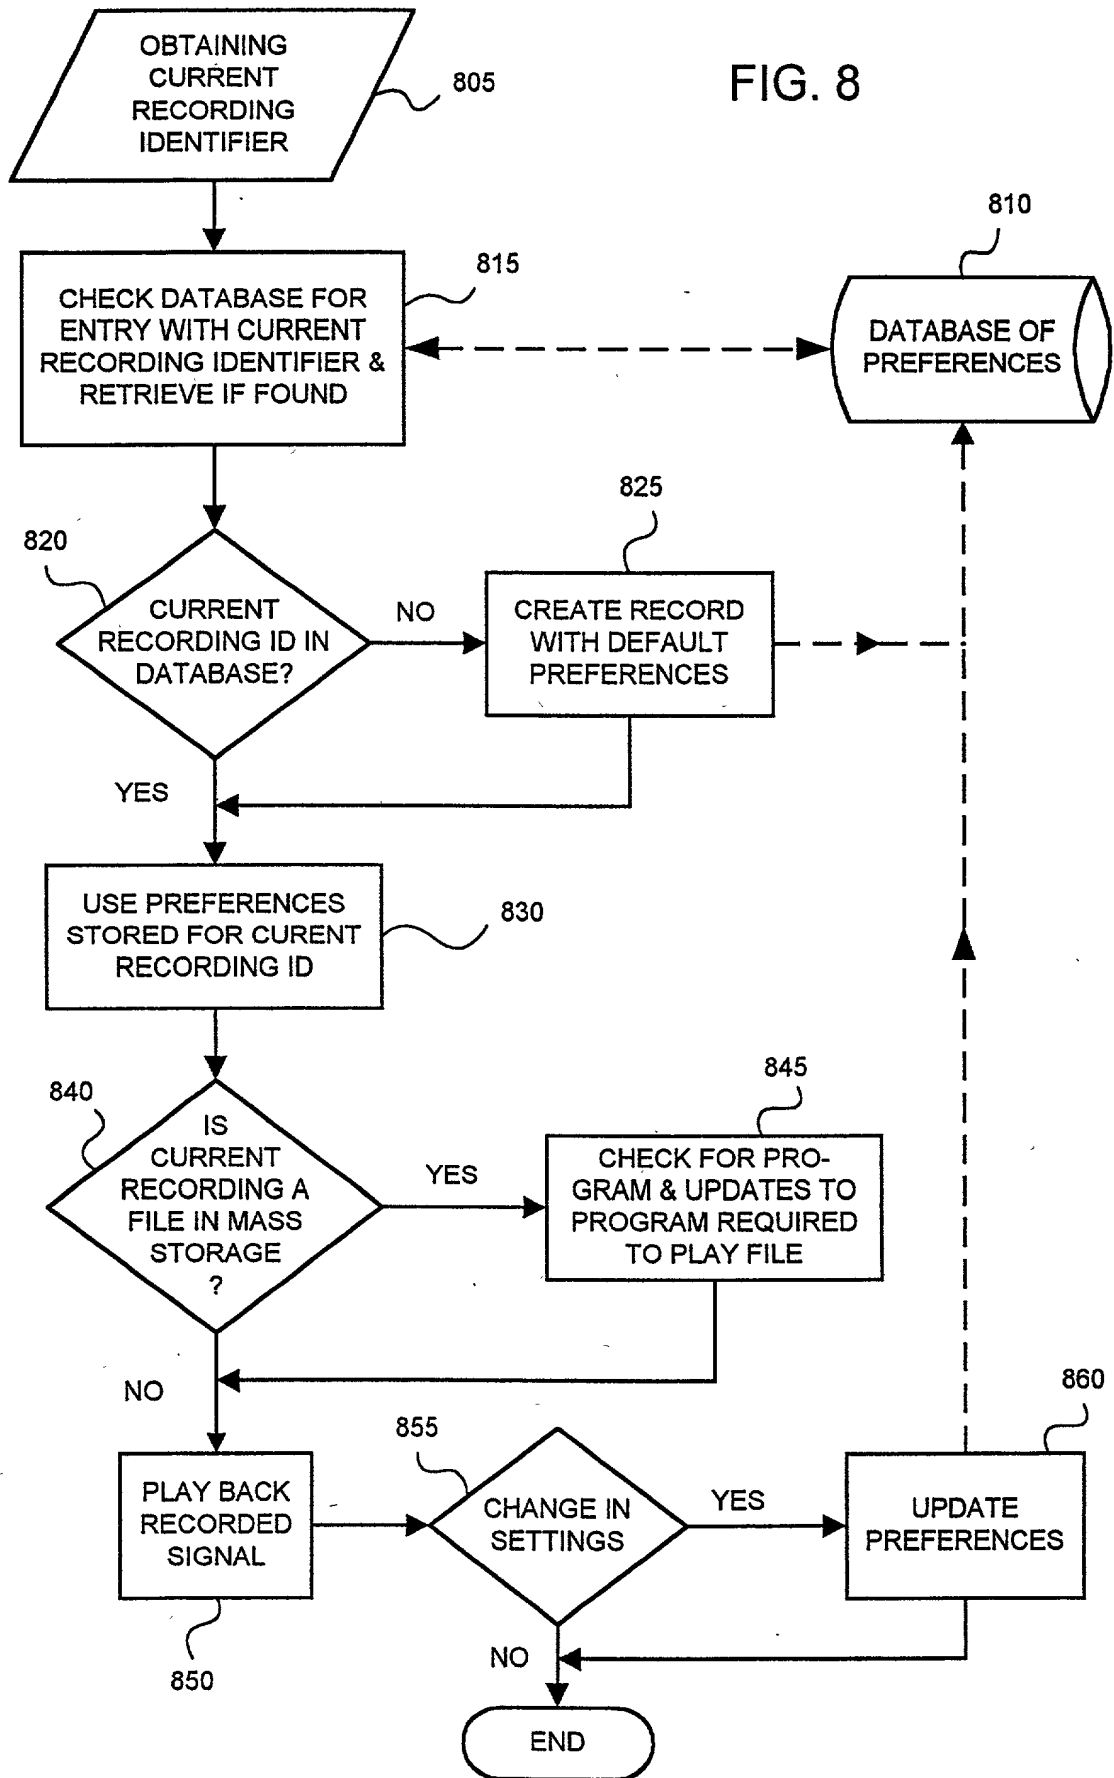 OBTAINING
CURRENT
RECORDING
IDENTIFIER
805
FIG. 8
810
815
CHECK DATABASE FOR
ENTRY WITH CURRENT
RECORDING IDENTIFIER &
RETRIEVE IF FOUND
DATABASE OF
PREFERENCES
820
825
CURRENT
RECORDING ID IN
DATABASE?
NO
CREATE RECORD
WITH DEFAULT
PREFERENCES
YES
USE PREFERENCES
STORED FOR CURENT
RECORDING ID
830
840
845
IS
CURRENT
RECORDING A
FILE IN MASS
STORAGE
?
YES
CHECK FOR PRO-
GRAM & UPDATES TO
PROGRAM REQUIRED
TO PLAY FILE
NO
855
860
PLAY BACK
RECORDED
SIGNAL
CHANGE IN
SETTINGS
YES
UPDATE
PREFERENCES
850
NO
END